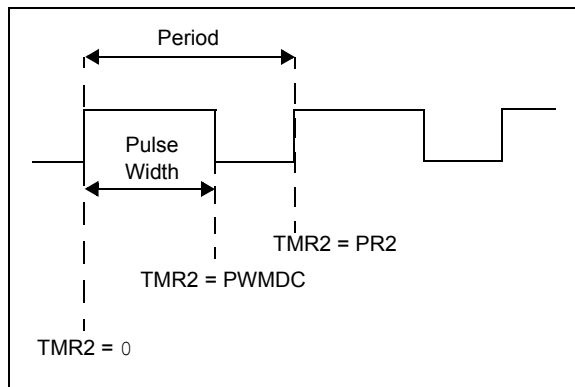 Period
Pulse
Width
TMR2 = PR2
TMR2 = PWMDC
TMR2 = 0